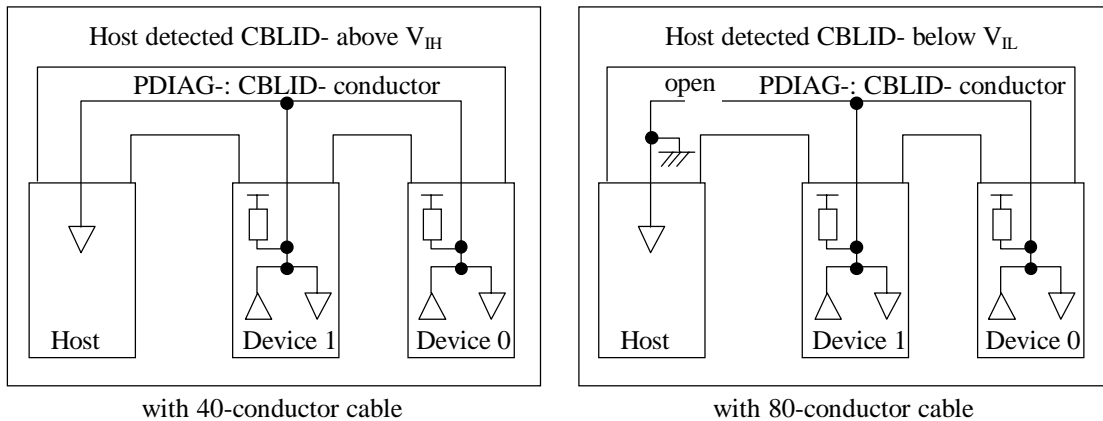 Host detected CBLID- above VIH
PDIAG-: CBLID- conductor
Host
Device 1
Device 0
with 40-conductor cable
Host detected CBLID- below VIL
open
PDIAG-: CBLID- conductor
Host
Device 1
Device 0
with 80-conductor cable